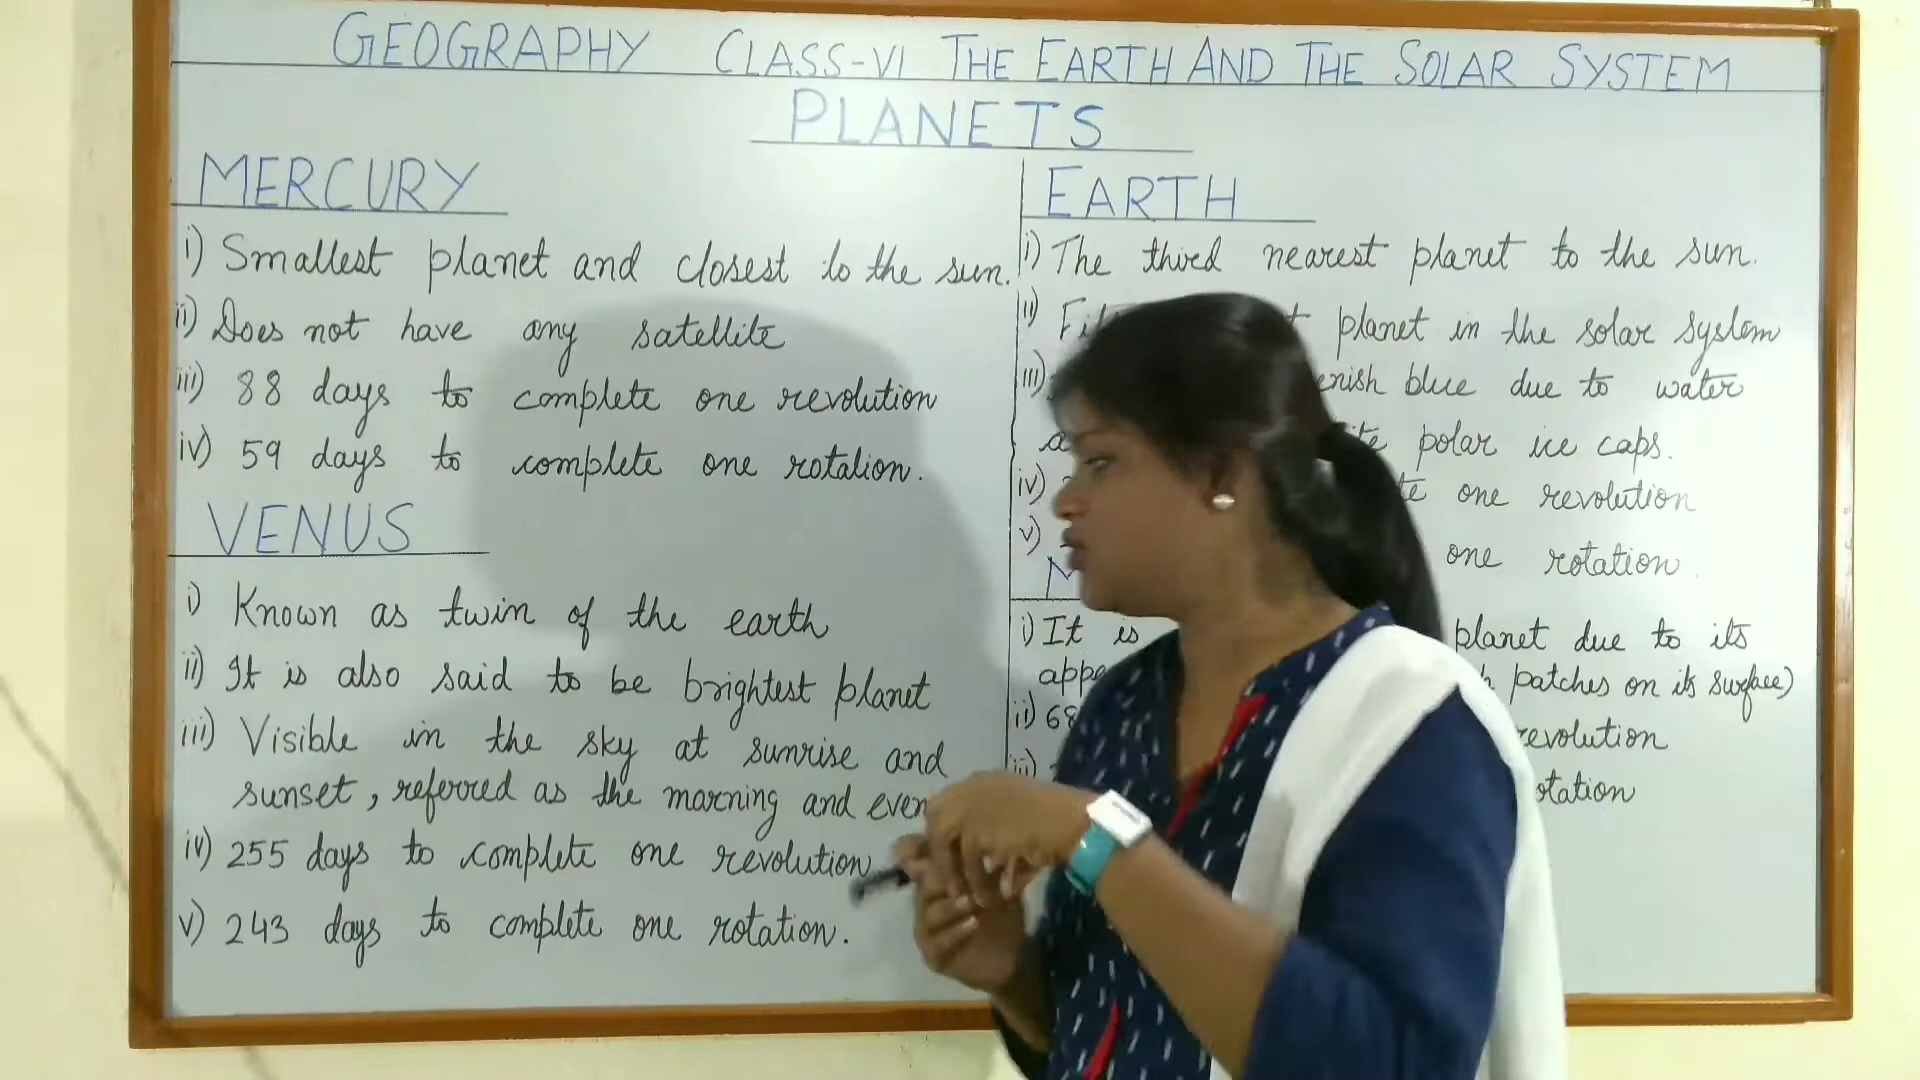 GEOGRAPHY CLASS-VI THE EARTH AND THE SOLAR SYSTEM
PLANETS
MERCURY
i) Smallest planet and closest to the sun.
ii) Does not have any satellite
iii) 88 days to complete one revolution
iv) 59 days to complete one rotation.
VENUS
i) Known as twin of the earth
ii) It is also said to be brightest planet
iii) Visible in the sky at sunrise and
sunset, referred as the morning and even
iv) 255 days to complete one revolution
v) 243 days to complete one rotation.
EARTH
i) The third nearest planet to the sun.
ii) planet in the solar system
iii) blue due to water
polar ice caps.
iv) one revolution
v) one rotation.
i) It is planet due to its
patches on its surface)
ii) revolution
iii)